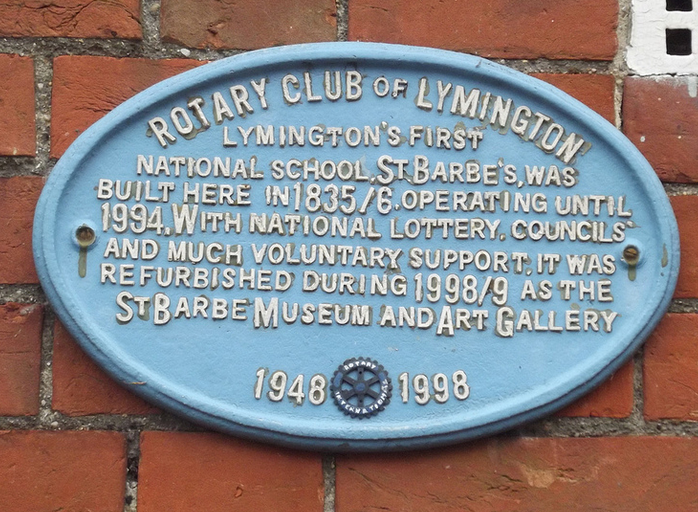 ROTARY CLUB OF LYMINGTON
LYMINGTON'S FIRST
NATIONAL SCHOOL, ST BARBE'S, WAS
BUILT HERE IN 1835/6. OPERATING UNTIL
1994. WITH NATIONAL LOTTERY, COUNCILS'
AND MUCH VOLUNTARY SUPPORT, IT WAS
REFURBISHED DURING 1998/9 AS THE
ST BARBE MUSEUM AND ART GALLERY
1948 1998
ROTARY
INTERNATIONAL